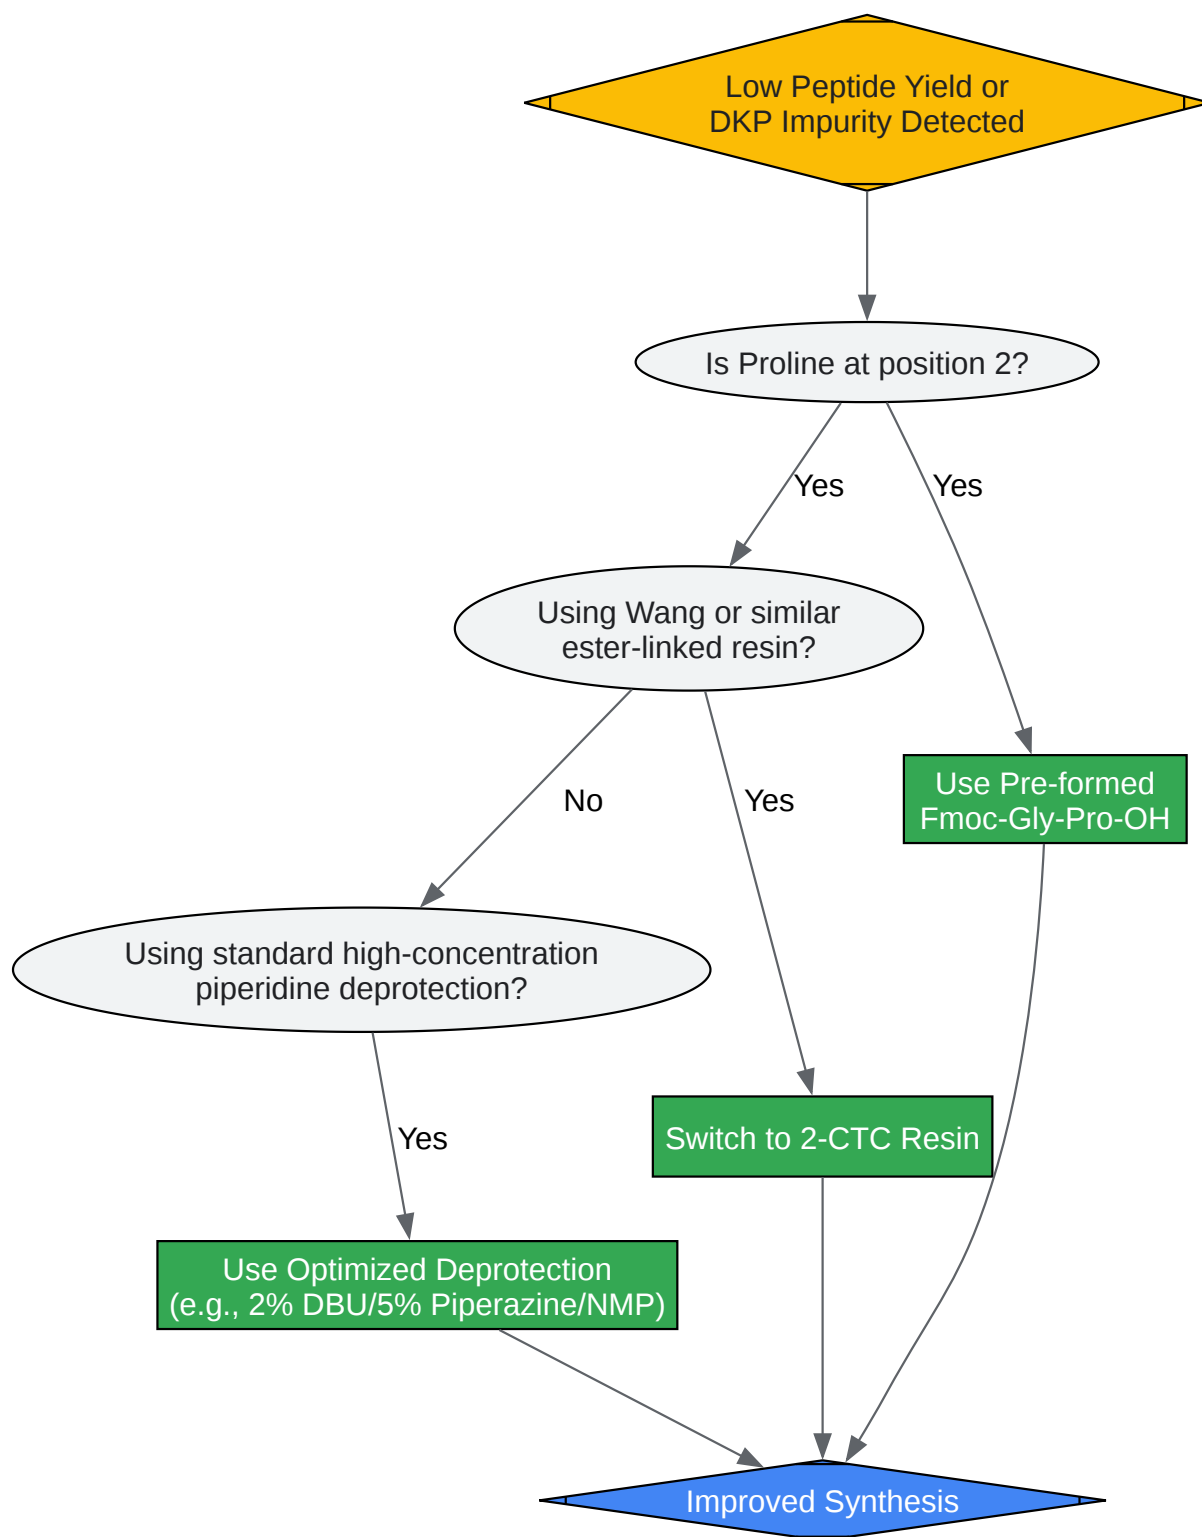 Low Peptide Yield or
DKP Impurity Detected
Is Proline at position 2?
Yes
Yes
Using Wang or similar
ester-linked resin?
No
Yes
Use Pre-formed
Fmoc-Gly-Pro-OH
Using standard high-concentration
piperidine deprotection?
Yes
Switch to 2-CTC Resin
Use Optimized Deprotection
(e.g., 2% DBU/5% Piperazine/NMP)
Improved Synthesis